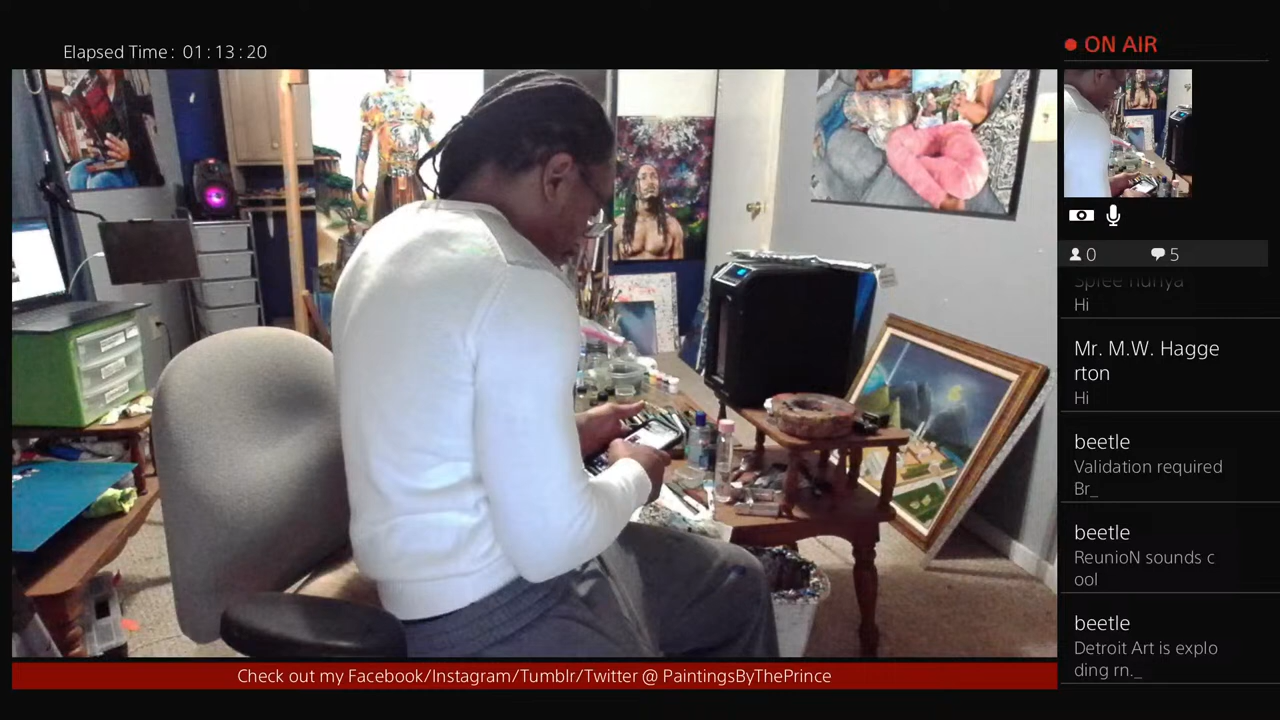 Elapsed Time: 01:13:20
ON AIR
0
5
Hi
Mr. M.W. Hagge
rton
Hi
beetle
Validation required
Br_
beetle
ReunioN sounds c
ool
beetle
Detroit Art is explo
ding rn._
Check out my Facebook/Instagram/Tumblr/Twitter @ PaintingsByThePrince